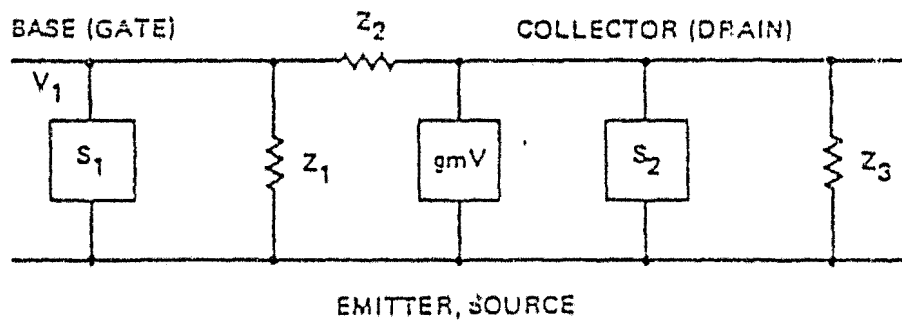 BASE (GATE)
Z2
COLLECTOR (DRAIN)
V1
S1
Z1
gmV
S2
Z3
EMITTER, SOURCE